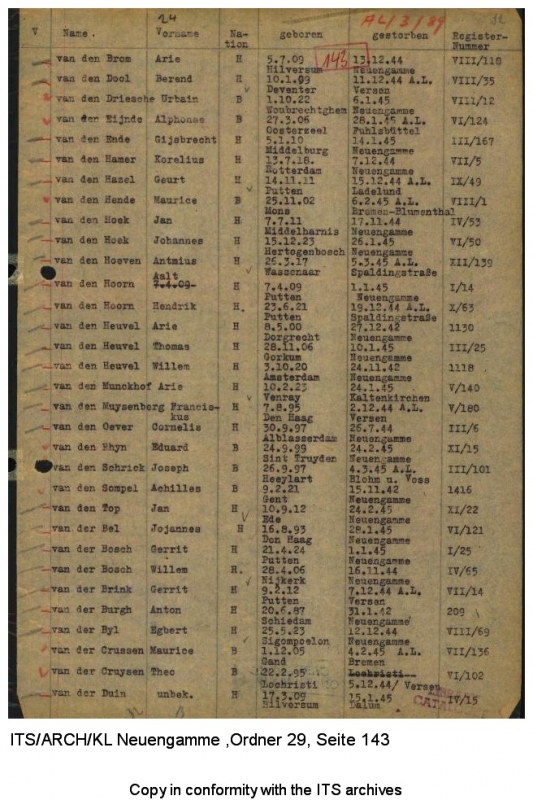 24 AL/3/89
V Name. Vorname Na- geboren gestorben Register-
tion Nummer
143
van den Brom Arie H 5.7.09 13.12.44 VIII/118
Hilversum Neuengamme
van den Dool Berend H 10.1.09 11.12.44 A.L. VIII/35
Deventer Versen
van den Driesche Urbain B 1.10.22 6.1.45 VIII/12
Woubrechtghem Neuengamme
van den Eijnde Alphonse B 27.3.06 28.1.45 A.L. VI/124
Oosterzeel Fuhlsbüttel
van den Ende Gijsbrecht H 5.1.10 14.1.45 III/167
Middelburg Neuengamme
van den Hamer Korelius H 13.7.18. 7.12.44 VII/5
Rotterdam Neuengamme
van den Hazel Geurt H 14.11.11 15.12.44 A.L. IX/49
Putten Ladelund
van den Hende Maurice B 25.11.02 6.2.45 A.L. VIII/1
Mons Bremen-Blumenthal
van den Hoek Jan H 7.7.11 17.11.44 IV/53
Middelharnis Neuengamme
van den Hoek Johannes H 15.12.23 26.1.45 VI/50
Hertogenbosch Neuengamme
van den Hoeven Antmius H 26.3.17 5.3.45 A.L. XII/139
Wassenaar Spaldingstraße
Aalt
van den Hoorn 7.4.09- H 7.4.09 1.1.45 I/14
Putten Neuengamme
van den Hoorn Hendrik H. 23.6.21 19.12.44 A.L. X/63
Putten Spaldingstraße
van den Heuvel Arie H 8.5.00 27.12.42 1130
Dorgrecht Neuengamme
van den Heuvel Thomas H 28.11.06 10.1.45 III/25
Gorkum Neuengamme
van den Heuvel Willem H 3.10.20 24.11.42 1118
Amsterdam Neuengamme
van den Munckhof Arie H 10.2.23 24.1.45 V/140
Venray Kaltenkirchen
van den Muysenberg Francis- H 7.8.95 2.12.44 A.L. V/180
kus Den Haag Versen
van den Oever Cornelis H 30.9.97 26.7.44 III/6
Alblasserdam Neuengamme
van den Rhyn Eduard B 24.9.99 24.2.45 XI/15
Sint Truyden Neuengamme
van den Schrick Joseph B 26.9.97 4.3.45 A.L. III/101
Heeylart Blohm u. Voss
van den Sompel Achilles B 9.2.21 15.11.42 1416
Gent Neuengamme
van den Top Jan H 10.9.12 24.2.45 XI/22
Ede Neuengamme
van der Bel Jojannes H 16.8.93 28.1.45 VI/121
Den Haag Neuengamme
van der Bosch Gerrit H 21.4.24 1.1.45 I/25
Putten Neuengamme
van der Bosch Willem H. 28.4.06 16.11.44 IV/65
Nijkerk Neuengamme
van der Brink Gerrit H 9.2.12 7.12.44 A.L. VII/14
Putten Versen
van der Burgh Anton H 20.6.87 31.1.42 209
Schiedam Neuengamme
van der Byl Egbert H 25.5.23 12.12.44 VIII/69
Sigompoelon Neuengamme
van der Crussen Maurice B 1.12.05 4.2.45 A.L. VII/136
Gand Bremen
van der Cruysen Theo B 22.2.95 Lochristi VI/102
Lochristi 5.12.44/ Versen
van der Duin unbek. H 17.3.09 15.1.45 IV/15
Hilversum Dalum
ITS/ARCH/KL Neuengamme ,Ordner 29, Seite 143
Copy in conformity with the ITS archives